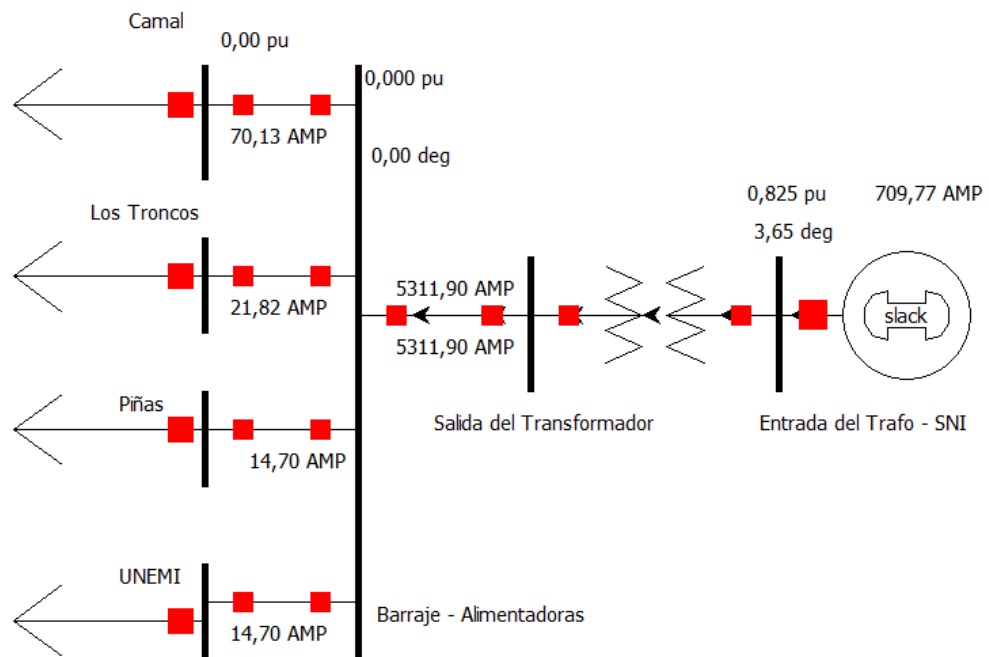 Camal
0,00 pu
0,000 pu
70,13 AMP
0,00 deg
Los Troncos
0,825 pu
709,77 AMP
3,65 deg
21,82 AMP
5311,90 AMP
slack
5311,90 AMP
Piñas
Salida del Transformador
Entrada del Trafo - SNI
14,70 AMP
UNEMI
Barraje - Alimentadoras
14,70 AMP